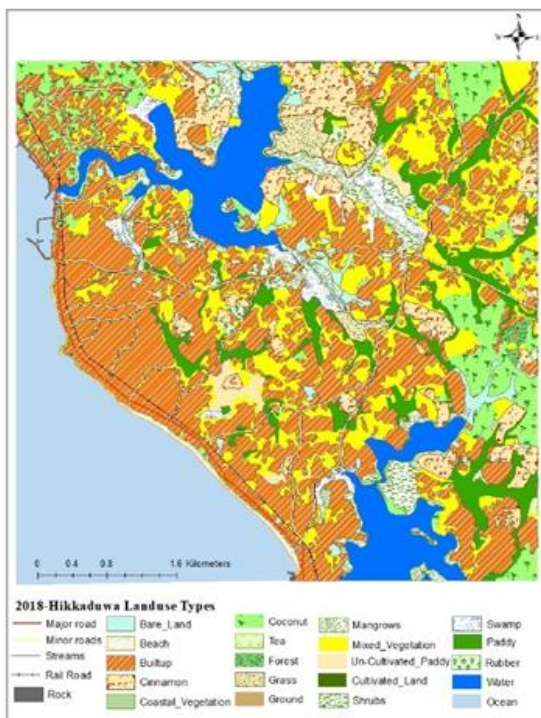 N
W E
S
0 0.4 0.8 1.6 Kilometers
2018-Hikkaduwa Landuse Types
Major road
Minor roads
Streams
Rail Road
Rock
Bare_Land
Beach
Builtup
Cinnamon
Coastal_Vegetation
Coconut
Tea
Forest
Grass
Ground
Mangrows
Mixed_Vegetation
Un-Cultivated_Paddy
Cultivated_Land
Shrubs
Swamp
Paddy
Rubber
Water
Ocean